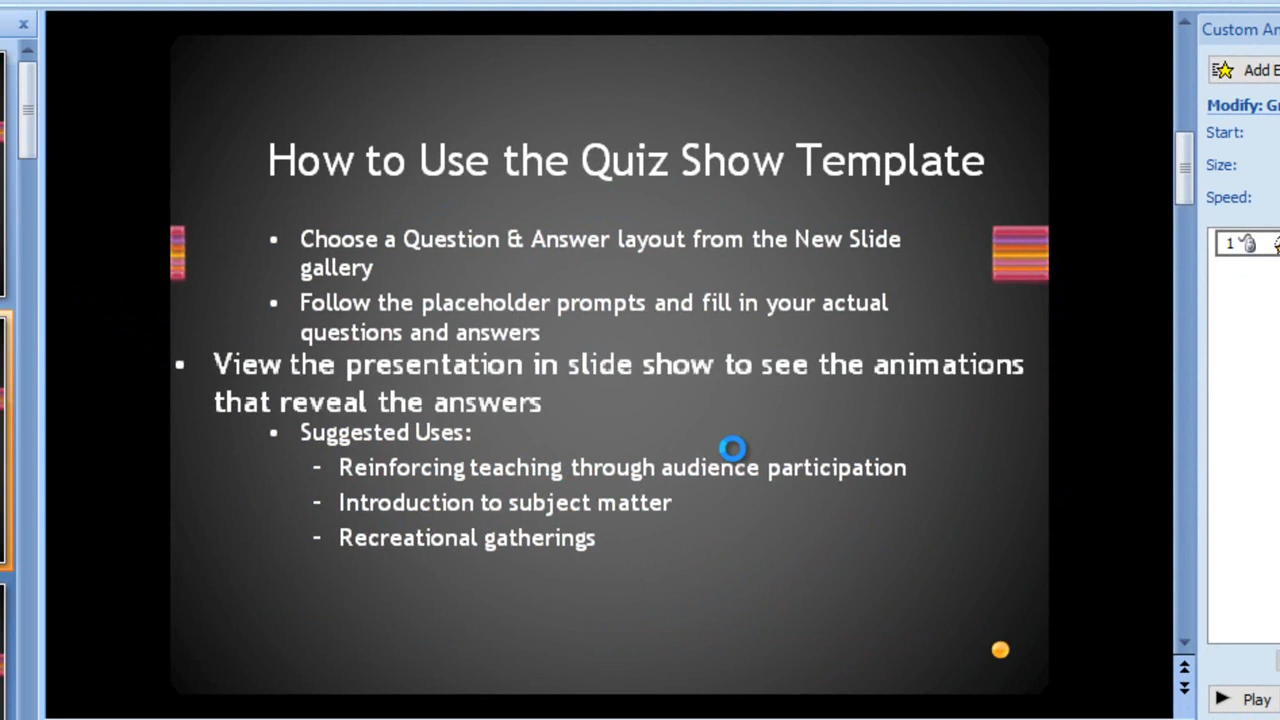 Custom An
Add E
Modify: Gr
Start:
Size:
Speed:
1
How to Use the Quiz Show Template
• Choose a Question & Answer layout from the New Slide
gallery
• Follow the placeholder prompts and fill in your actual
questions and answers
• View the presentation in slide show to see the animations
that reveal the answers
• Suggested Uses:
- Reinforcing teaching through audience participation
- Introduction to subject matter
- Recreational gatherings
Play